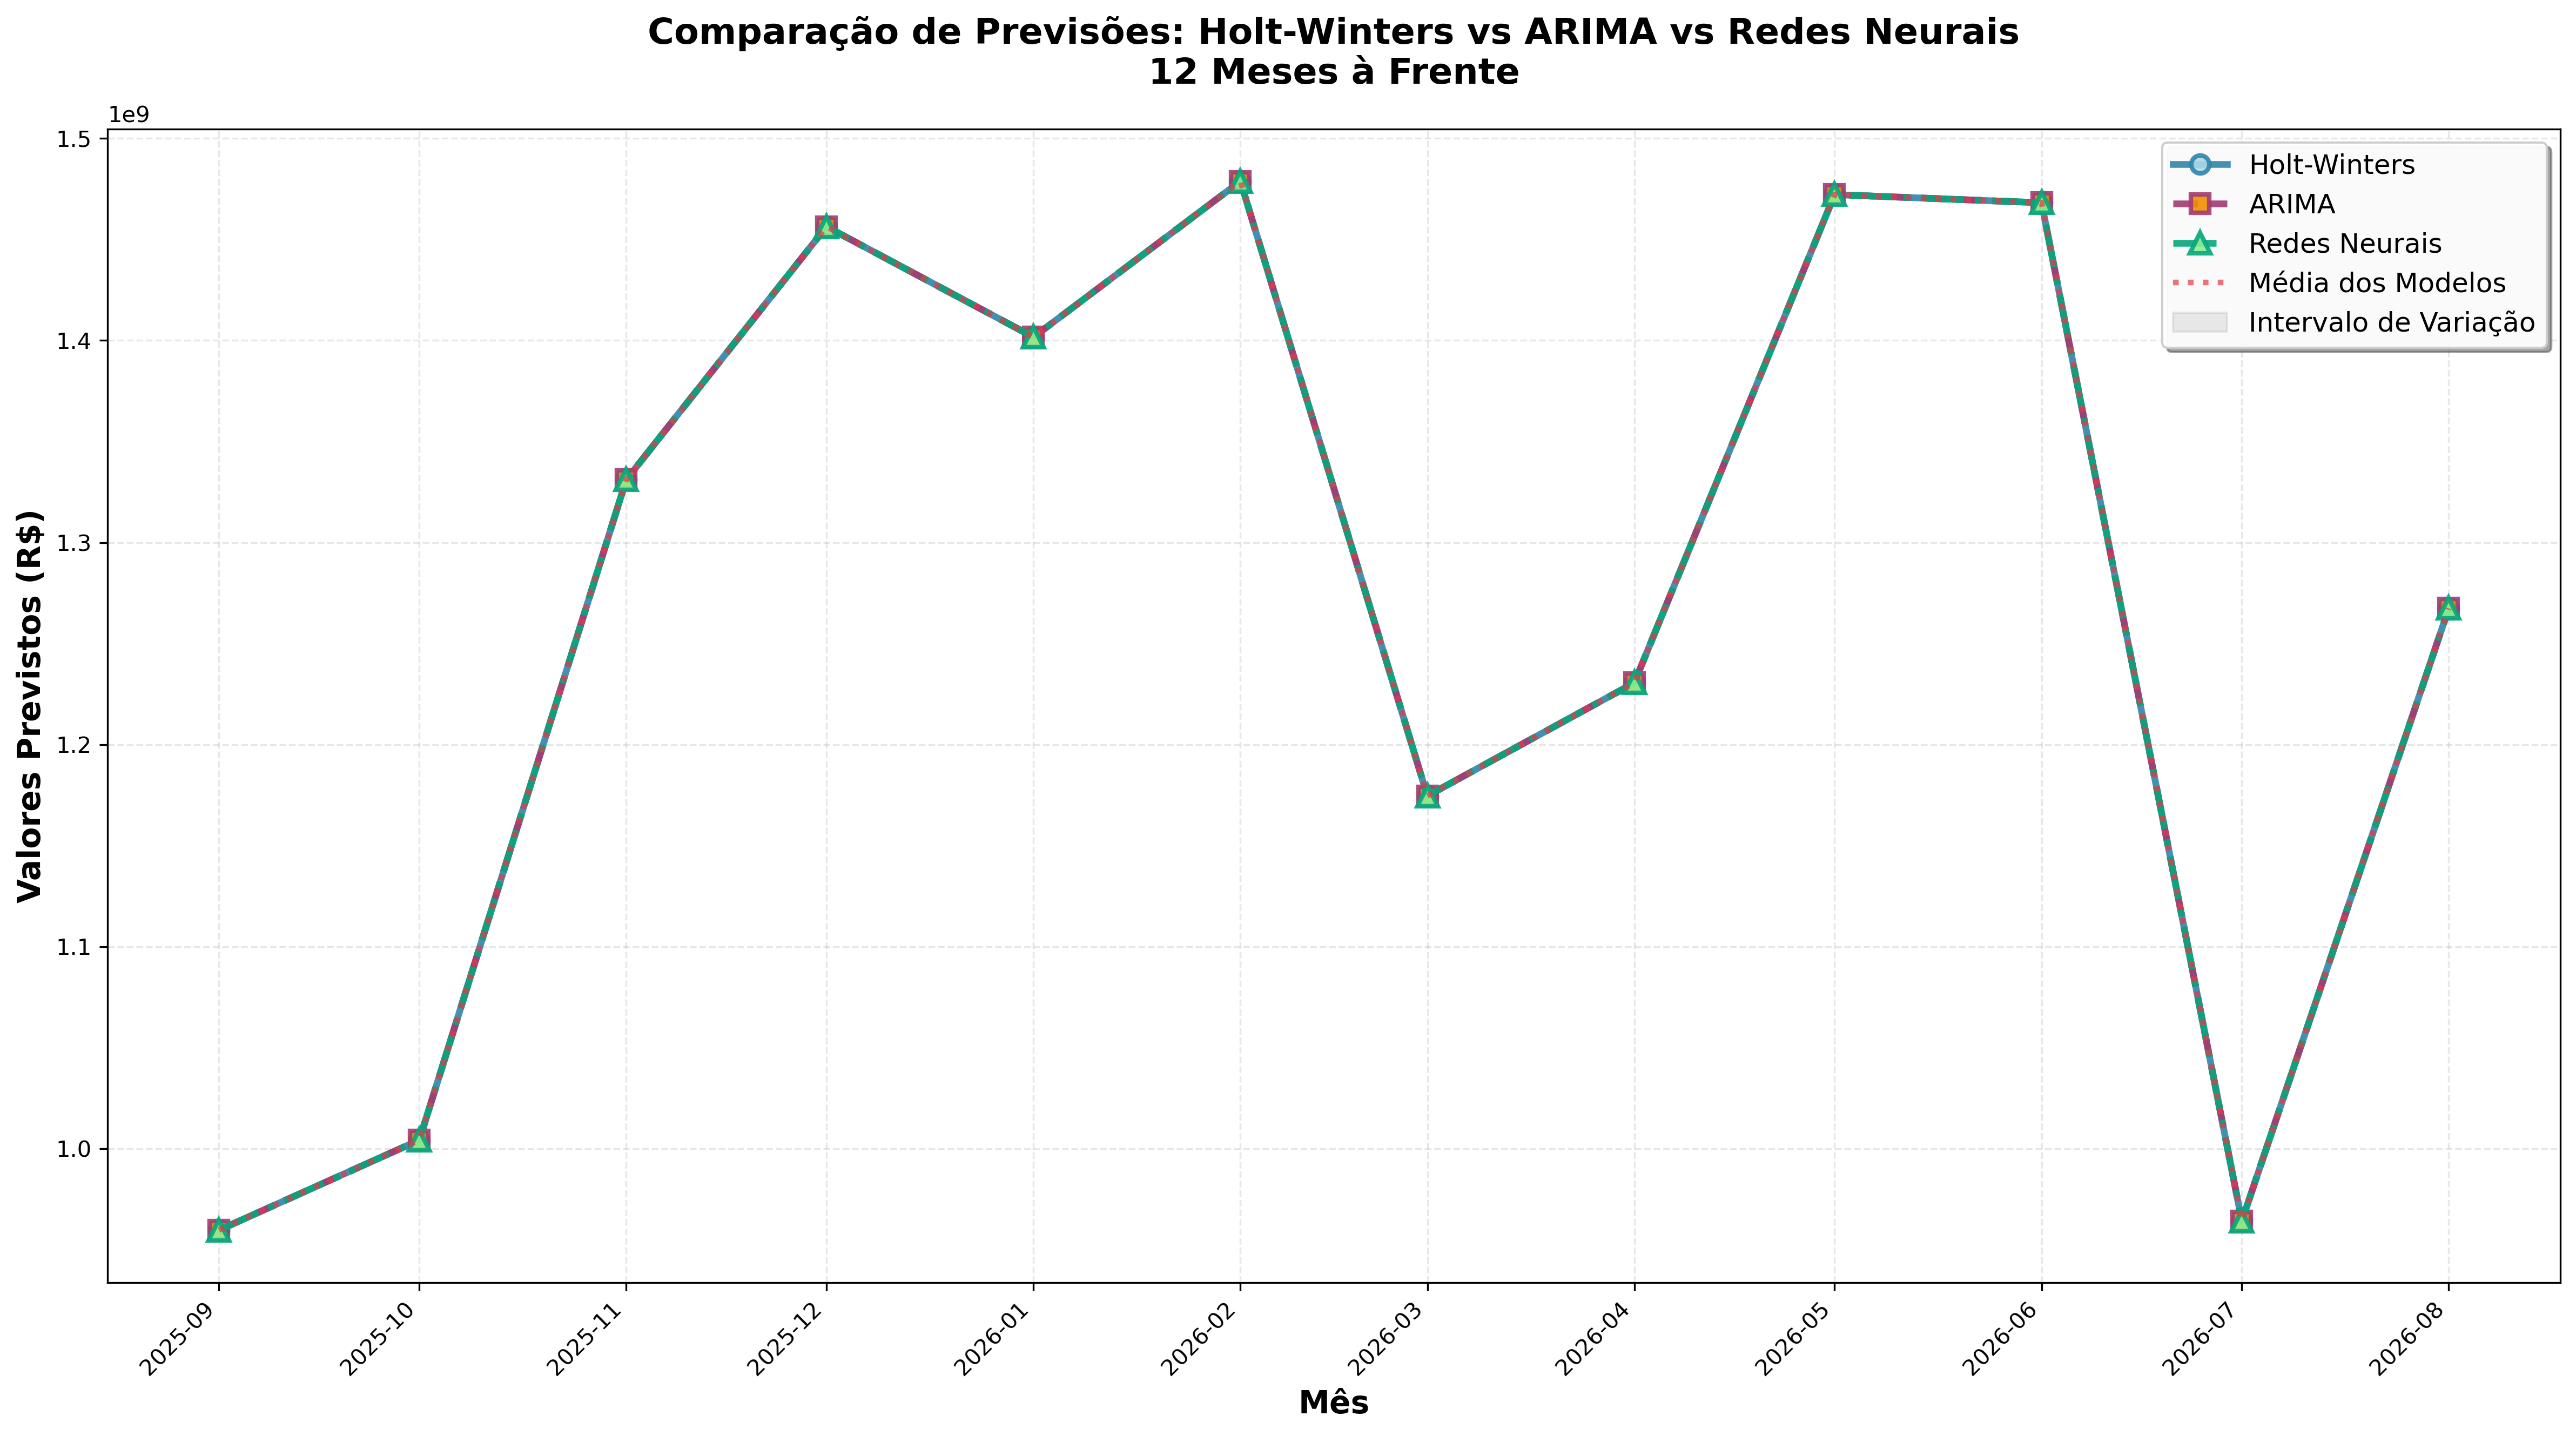 Comparação de Previsões: Holt-Winters vs ARIMA vs Redes Neurais
12 Meses à Frente
1e9
1.5
1.4
1.3
1.2
1.1
1.0
Valores Previstos (R$)
Holt-Winters
ARIMA
Redes Neurais
Média dos Modelos
Intervalo de Variação
2025-09
2025-10
2025-11
2025-12
2026-01
2026-02
2026-03
2026-04
2026-05
2026-06
2026-07
2026-08
Mês